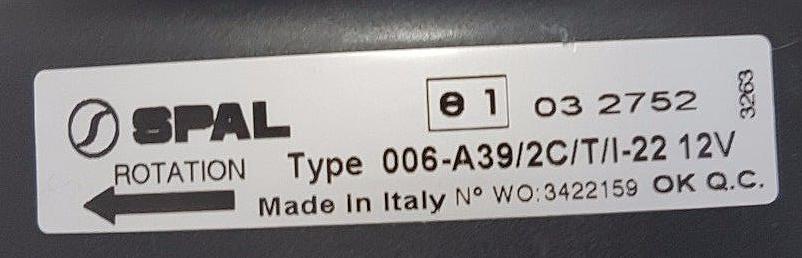 SPAL
e1 03 2752
3263
ROTATION
Type 006-A39/2C/T/I-22 12V
Made In Italy N° WO:3422159 OK Q.C.